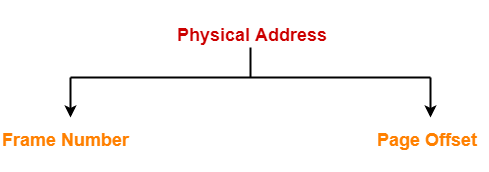 Physical Address
Frame Number
Page Offset